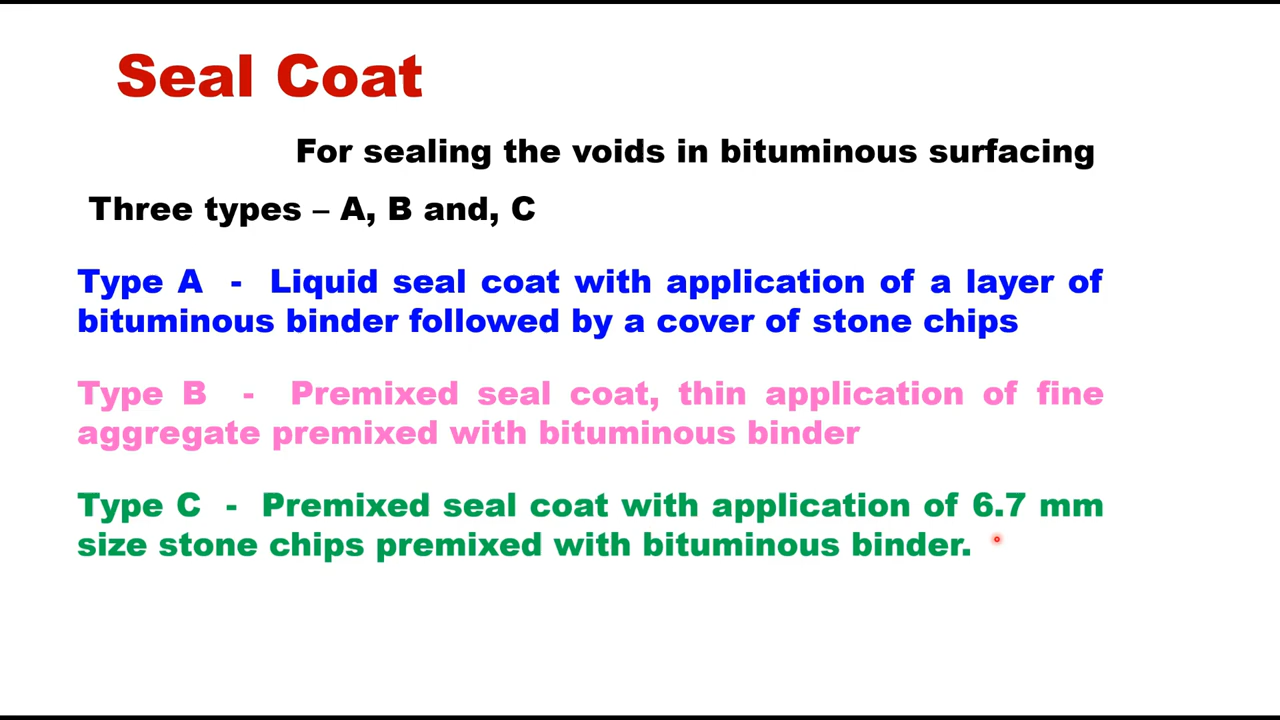 Seal Coat
For sealing the voids in bituminous surfacing
Three types – A, B and, C
Type A - Liquid seal coat with application of a layer of
bituminous binder followed by a cover of stone chips
Type B - Premixed seal coat, thin application of fine
aggregate premixed with bituminous binder
Type C - Premixed seal coat with application of 6.7 mm
size stone chips premixed with bituminous binder.